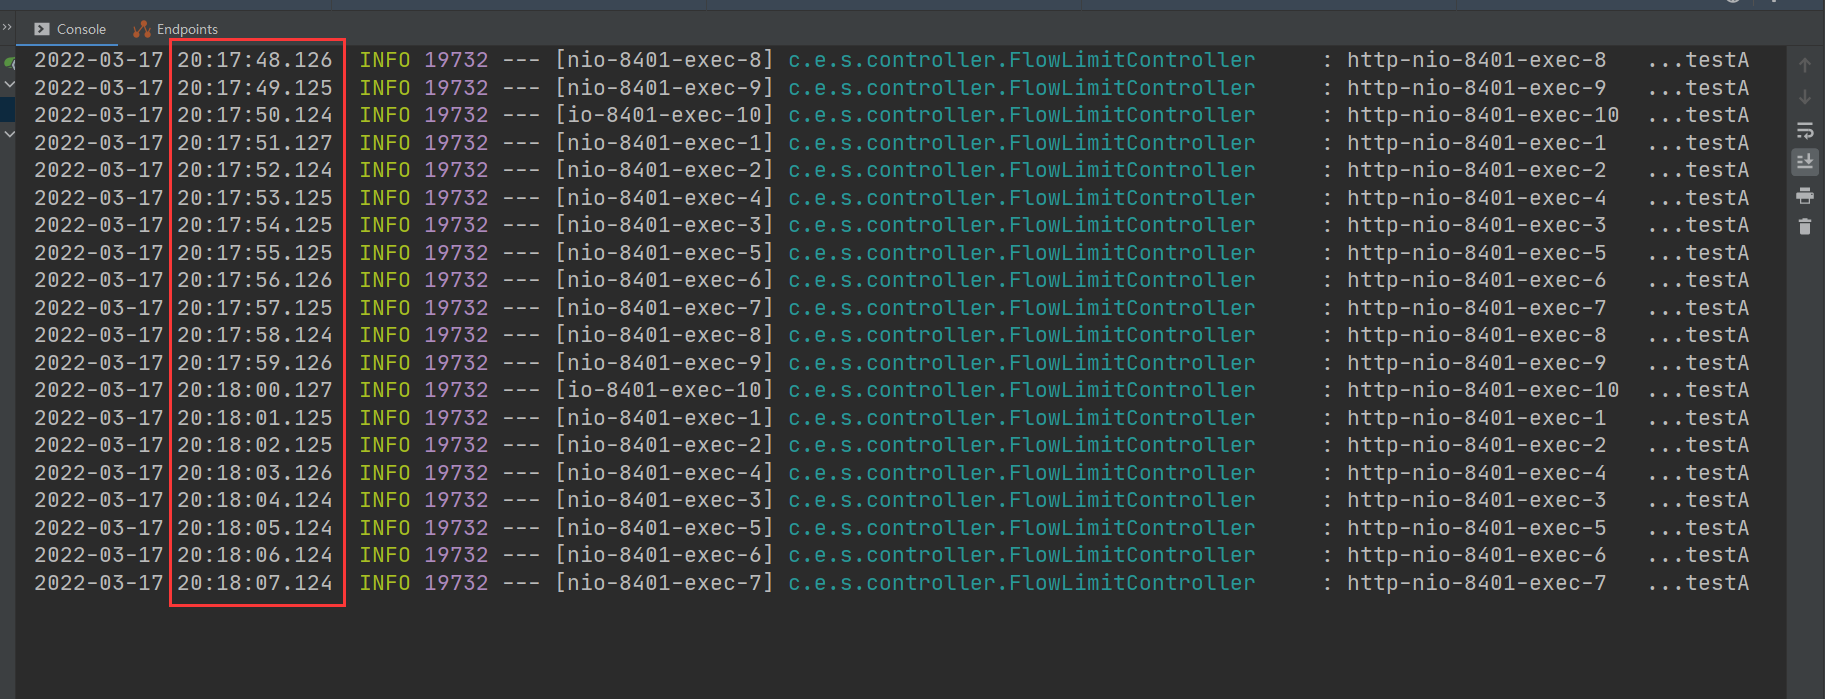 Console Endpoints
2022-03-17 20:17:48.126 INFO 19732 --- [nio-8401-exec-8] c.e.s.controller.FlowLimitController : http-nio-8401-exec-8 ...testA
2022-03-17 20:17:49.125 INFO 19732 --- [nio-8401-exec-9] c.e.s.controller.FlowLimitController : http-nio-8401-exec-9 ...testA
2022-03-17 20:17:50.124 INFO 19732 --- [io-8401-exec-10] c.e.s.controller.FlowLimitController : http-nio-8401-exec-10 ...testA
2022-03-17 20:17:51.127 INFO 19732 --- [nio-8401-exec-1] c.e.s.controller.FlowLimitController : http-nio-8401-exec-1 ...testA
2022-03-17 20:17:52.124 INFO 19732 --- [nio-8401-exec-2] c.e.s.controller.FlowLimitController : http-nio-8401-exec-2 ...testA
2022-03-17 20:17:53.125 INFO 19732 --- [nio-8401-exec-4] c.e.s.controller.FlowLimitController : http-nio-8401-exec-4 ...testA
2022-03-17 20:17:54.125 INFO 19732 --- [nio-8401-exec-3] c.e.s.controller.FlowLimitController : http-nio-8401-exec-3 ...testA
2022-03-17 20:17:55.125 INFO 19732 --- [nio-8401-exec-5] c.e.s.controller.FlowLimitController : http-nio-8401-exec-5 ...testA
2022-03-17 20:17:56.126 INFO 19732 --- [nio-8401-exec-6] c.e.s.controller.FlowLimitController : http-nio-8401-exec-6 ...testA
2022-03-17 20:17:57.125 INFO 19732 --- [nio-8401-exec-7] c.e.s.controller.FlowLimitController : http-nio-8401-exec-7 ...testA
2022-03-17 20:17:58.124 INFO 19732 --- [nio-8401-exec-8] c.e.s.controller.FlowLimitController : http-nio-8401-exec-8 ...testA
2022-03-17 20:17:59.126 INFO 19732 --- [nio-8401-exec-9] c.e.s.controller.FlowLimitController : http-nio-8401-exec-9 ...testA
2022-03-17 20:18:00.127 INFO 19732 --- [io-8401-exec-10] c.e.s.controller.FlowLimitController : http-nio-8401-exec-10 ...testA
2022-03-17 20:18:01.125 INFO 19732 --- [nio-8401-exec-1] c.e.s.controller.FlowLimitController : http-nio-8401-exec-1 ...testA
2022-03-17 20:18:02.125 INFO 19732 --- [nio-8401-exec-2] c.e.s.controller.FlowLimitController : http-nio-8401-exec-2 ...testA
2022-03-17 20:18:03.126 INFO 19732 --- [nio-8401-exec-4] c.e.s.controller.FlowLimitController : http-nio-8401-exec-4 ...testA
2022-03-17 20:18:04.124 INFO 19732 --- [nio-8401-exec-3] c.e.s.controller.FlowLimitController : http-nio-8401-exec-3 ...testA
2022-03-17 20:18:05.124 INFO 19732 --- [nio-8401-exec-5] c.e.s.controller.FlowLimitController : http-nio-8401-exec-5 ...testA
2022-03-17 20:18:06.124 INFO 19732 --- [nio-8401-exec-6] c.e.s.controller.FlowLimitController : http-nio-8401-exec-6 ...testA
2022-03-17 20:18:07.124 INFO 19732 --- [nio-8401-exec-7] c.e.s.controller.FlowLimitController : http-nio-8401-exec-7 ...testA